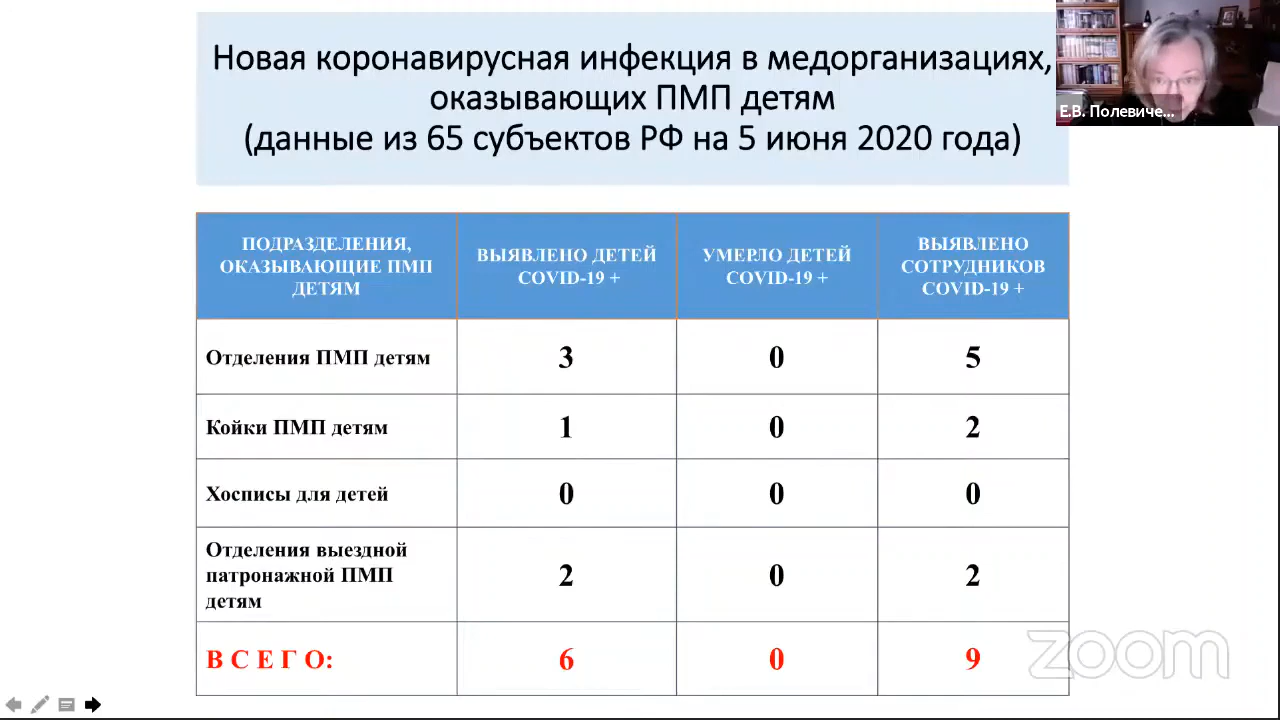 Новая коронавирусная инфекция в медорганизациях,
оказывающих ПМП детям
(данные из 65 субъектов РФ на 5 июня 2020 года)
Е.В. Полевиче...
ПОДРАЗДЕЛЕНИЯ,
ОКАЗЫВАЮЩИЕ ПМП
ДЕТЯМ
ВЫЯВЛЕНО ДЕТЕЙ
COVID-19 +
УМЕРЛО ДЕТЕЙ
COVID-19 +
ВЫЯВЛЕНО
СОТРУДНИКОВ
COVID-19 +
Отделения ПМП детям
3
0
5
Койки ПМП детям
1
0
2
Хосписы для детей
0
0
0
Отделения выездной
патронажной ПМП
детям
2
0
2
В С Е Г О:
6
0
9
zoom